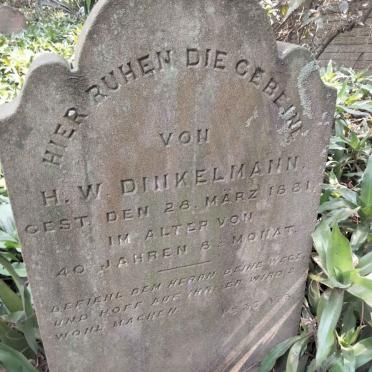 HIER RUHEN DIE GEBEINE
VON
H. W. DINKELMANN.
GEST. DEN 28. MÄRZ 1881.
IM ALTER VON
40 JAHREN 8 MONAT.
BEFIEHL DEM HERRN DEINE WEGE
UND HOFF AUF IHN, ER WIRD'S
WOHL MACHEN.